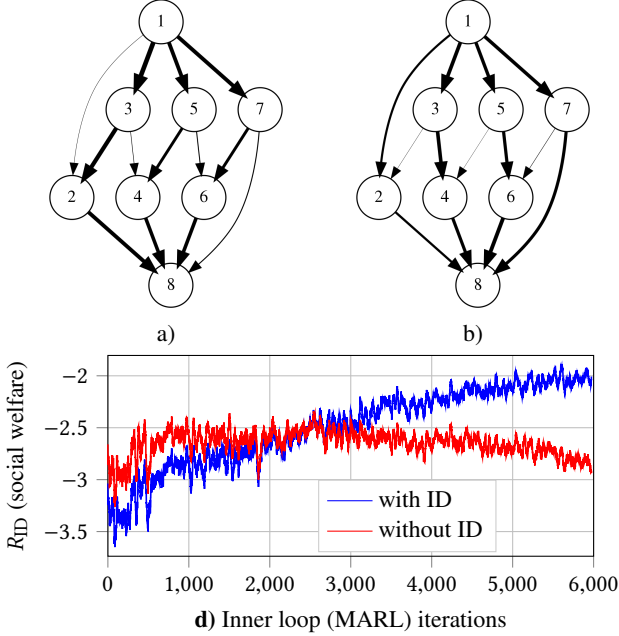 1
3 5 7
2 4 6
8
a)
1
3 5 7
2 4 6
8
b)
R_ID (social welfare)
−2
−2.5
−3
−3.5
with ID
without ID
0 1,000 2,000 3,000 4,000 5,000 6,000
d) Inner loop (MARL) iterations